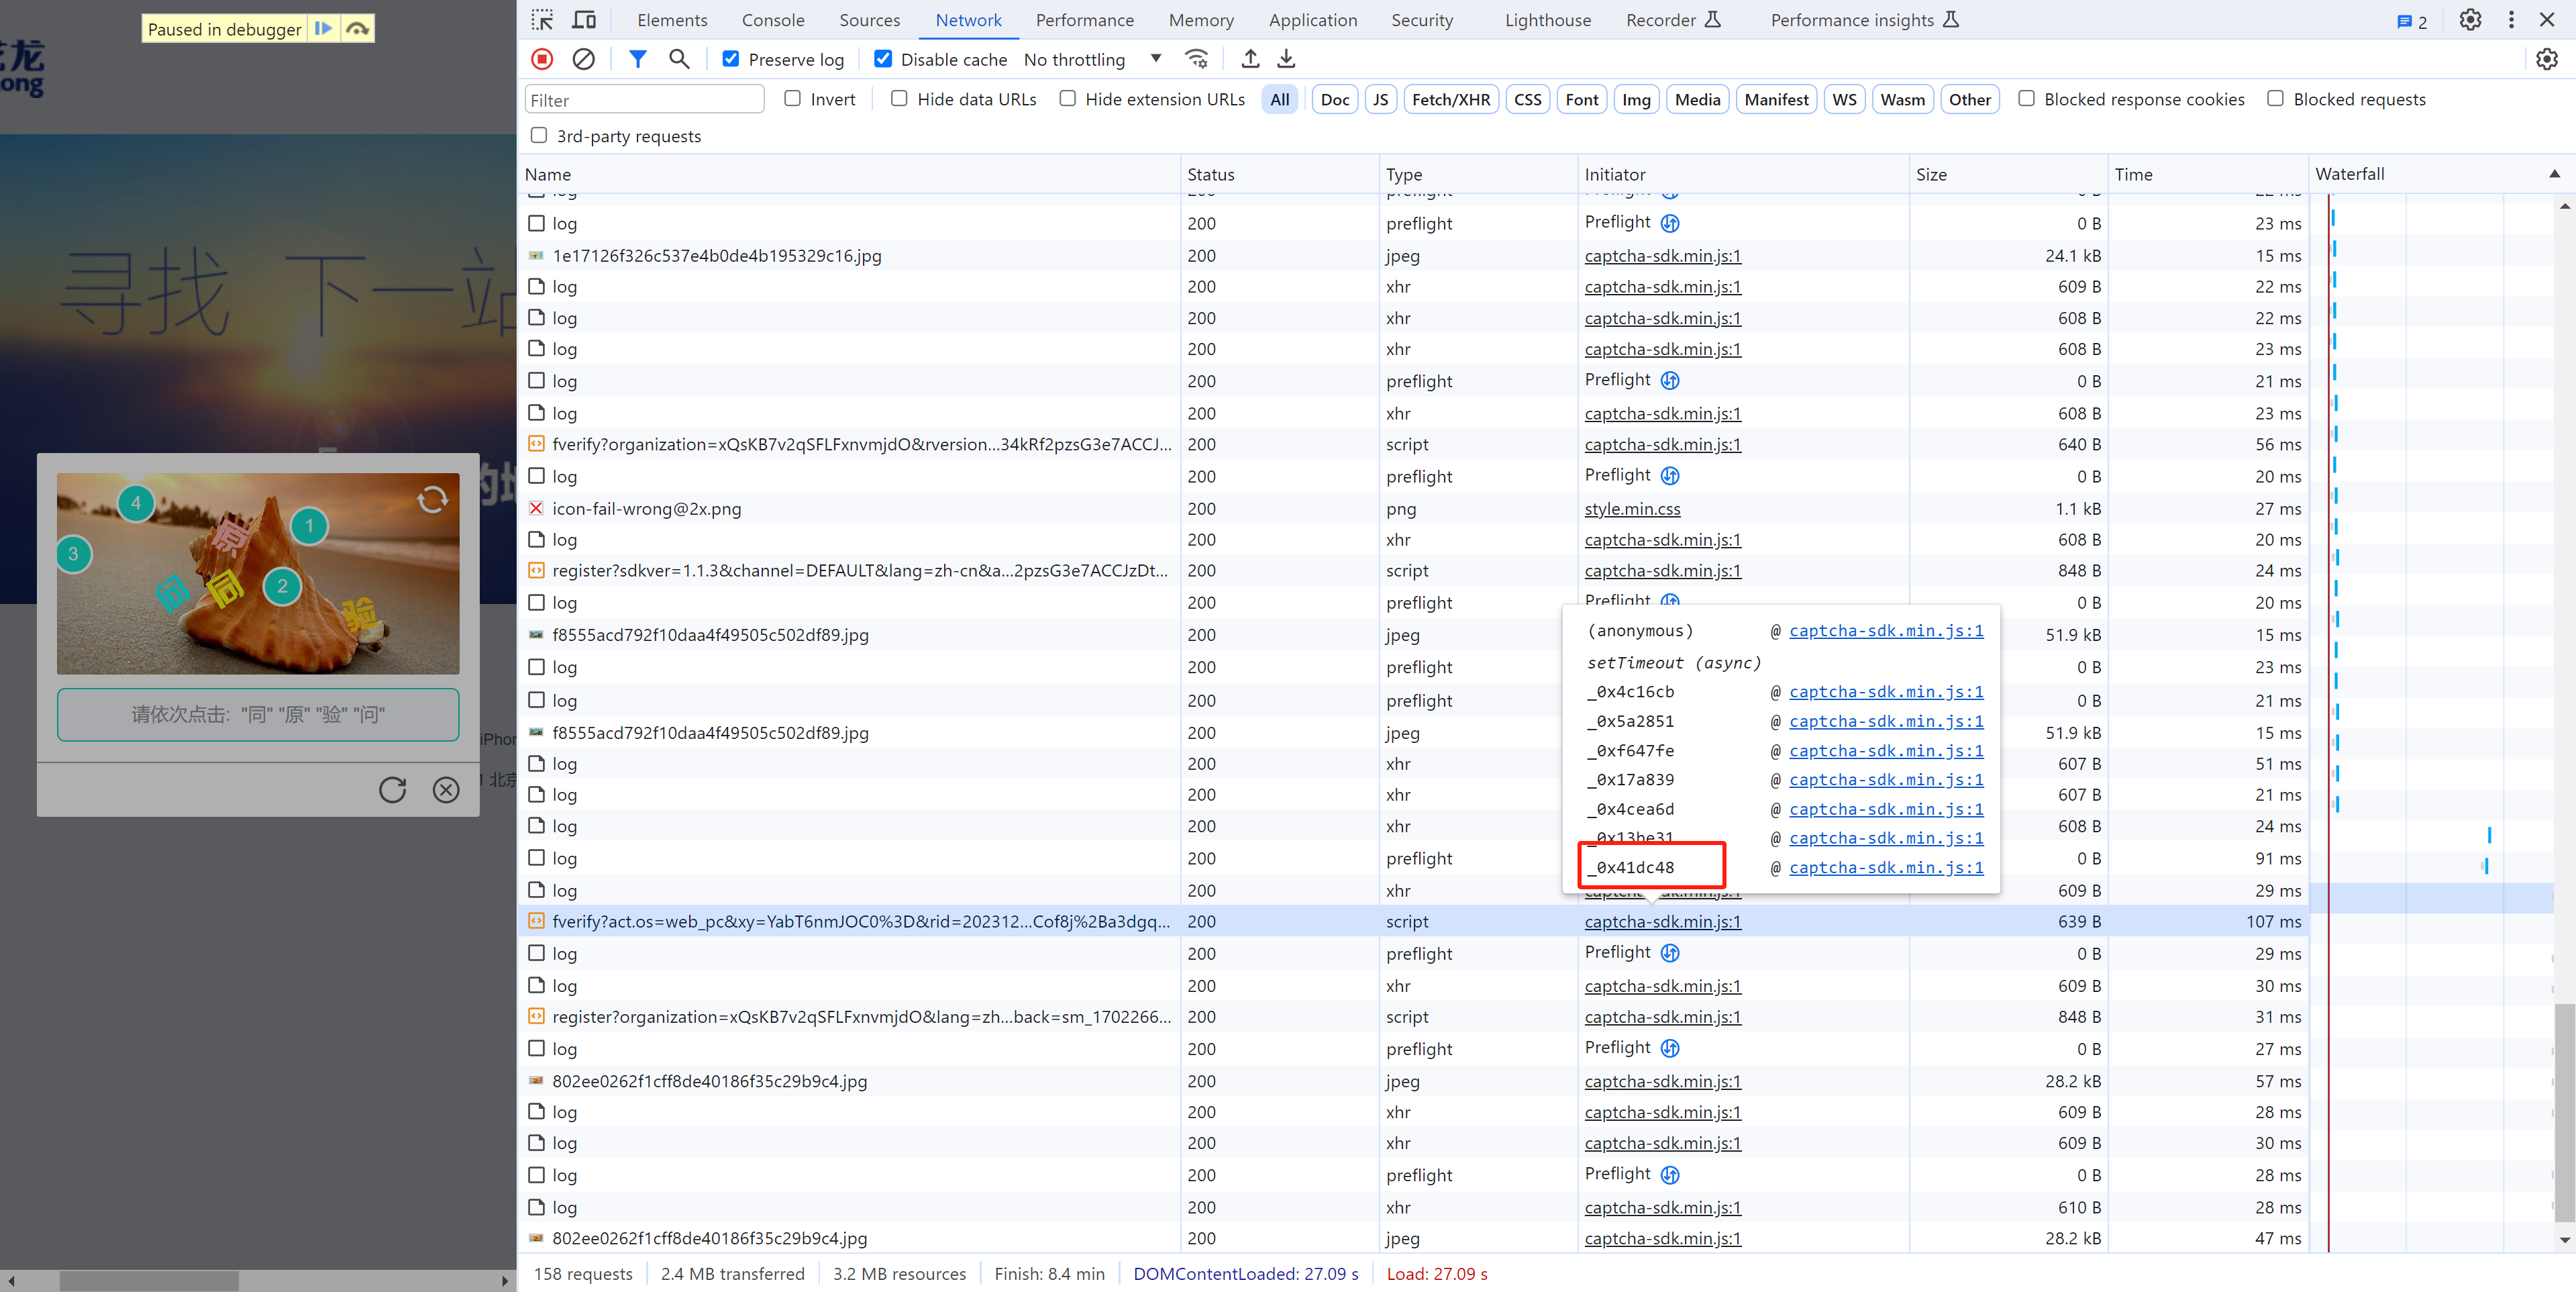 Paused in debugger
龙
ong
寻找 下一站
的地
4
1
3
2
原
问
同
验
请依次点击: "同" "原" "验" "问"
iPhon
北京
Elements Console Sources Network Performance Memory Application Security Lighthouse Recorder Performance insights 2
Preserve log Disable cache No throttling
Filter Invert Hide data URLs Hide extension URLs All Doc JS Fetch/XHR CSS Font Img Media Manifest WS Wasm Other Blocked response cookies Blocked requests
3rd-party requests
Name Status Type Initiator Size Time Waterfall
log 200 preflight Preflight 0 B 22 ms
log 200 preflight Preflight 0 B 23 ms
1e17126f326c537e4b0de4b195329c16.jpg 200 jpeg captcha-sdk.min.js:1 24.1 kB 15 ms
log 200 xhr captcha-sdk.min.js:1 609 B 22 ms
log 200 xhr captcha-sdk.min.js:1 608 B 22 ms
log 200 xhr captcha-sdk.min.js:1 608 B 23 ms
log 200 preflight Preflight 0 B 21 ms
log 200 xhr captcha-sdk.min.js:1 608 B 23 ms
fverify?organization=xQsKB7v2qSFLFxnvmjdO&rversion...34kRf2pzsG3e7ACCJ... 200 script captcha-sdk.min.js:1 640 B 56 ms
log 200 preflight Preflight 0 B 20 ms
icon-fail-wrong@2x.png 200 png style.min.css 1.1 kB 27 ms
log 200 xhr captcha-sdk.min.js:1 608 B 20 ms
register?sdkver=1.1.3&channel=DEFAULT&lang=zh-cn&a...2pzsG3e7ACCJzDt... 200 script captcha-sdk.min.js:1 848 B 24 ms
log 200 preflight Preflight 0 B 20 ms
f8555acd792f10daa4f49505c502df89.jpg 200 jpeg 51.9 kB 15 ms
log 200 preflight 0 B 23 ms
log 200 preflight 0 B 21 ms
f8555acd792f10daa4f49505c502df89.jpg 200 jpeg 51.9 kB 15 ms
log 200 xhr 607 B 51 ms
log 200 xhr 607 B 21 ms
log 200 xhr 608 B 24 ms
log 200 preflight 0 B 91 ms
log 200 xhr captcha-sdk.min.js:1 609 B 29 ms
(anonymous) @ captcha-sdk.min.js:1
setTimeout (async)
_0x4c16cb @ captcha-sdk.min.js:1
_0x5a2851 @ captcha-sdk.min.js:1
_0xf647fe @ captcha-sdk.min.js:1
_0x17a839 @ captcha-sdk.min.js:1
_0x4cea6d @ captcha-sdk.min.js:1
_0x13be31 @ captcha-sdk.min.js:1
_0x41dc48 @ captcha-sdk.min.js:1
fverify?act.os=web_pc&xy=YabT6nmJOC0%3D&rid=202312...Cof8j%2Ba3dgq... 200 script captcha-sdk.min.js:1 639 B 107 ms
log 200 preflight Preflight 0 B 29 ms
log 200 xhr captcha-sdk.min.js:1 609 B 30 ms
register?organization=xQsKB7v2qSFLFxnvmjdO&lang=zh...back=sm_1702266... 200 script captcha-sdk.min.js:1 848 B 31 ms
log 200 preflight Preflight 0 B 27 ms
802ee0262f1cff8de40186f35c29b9c4.jpg 200 jpeg captcha-sdk.min.js:1 28.2 kB 57 ms
log 200 xhr captcha-sdk.min.js:1 609 B 28 ms
log 200 xhr captcha-sdk.min.js:1 609 B 30 ms
log 200 preflight Preflight 0 B 28 ms
log 200 xhr captcha-sdk.min.js:1 610 B 28 ms
802ee0262f1cff8de40186f35c29b9c4.jpg 200 jpeg captcha-sdk.min.js:1 28.2 kB 47 ms
158 requests 2.4 MB transferred 3.2 MB resources Finish: 8.4 min DOMContentLoaded: 27.09 s Load: 27.09 s